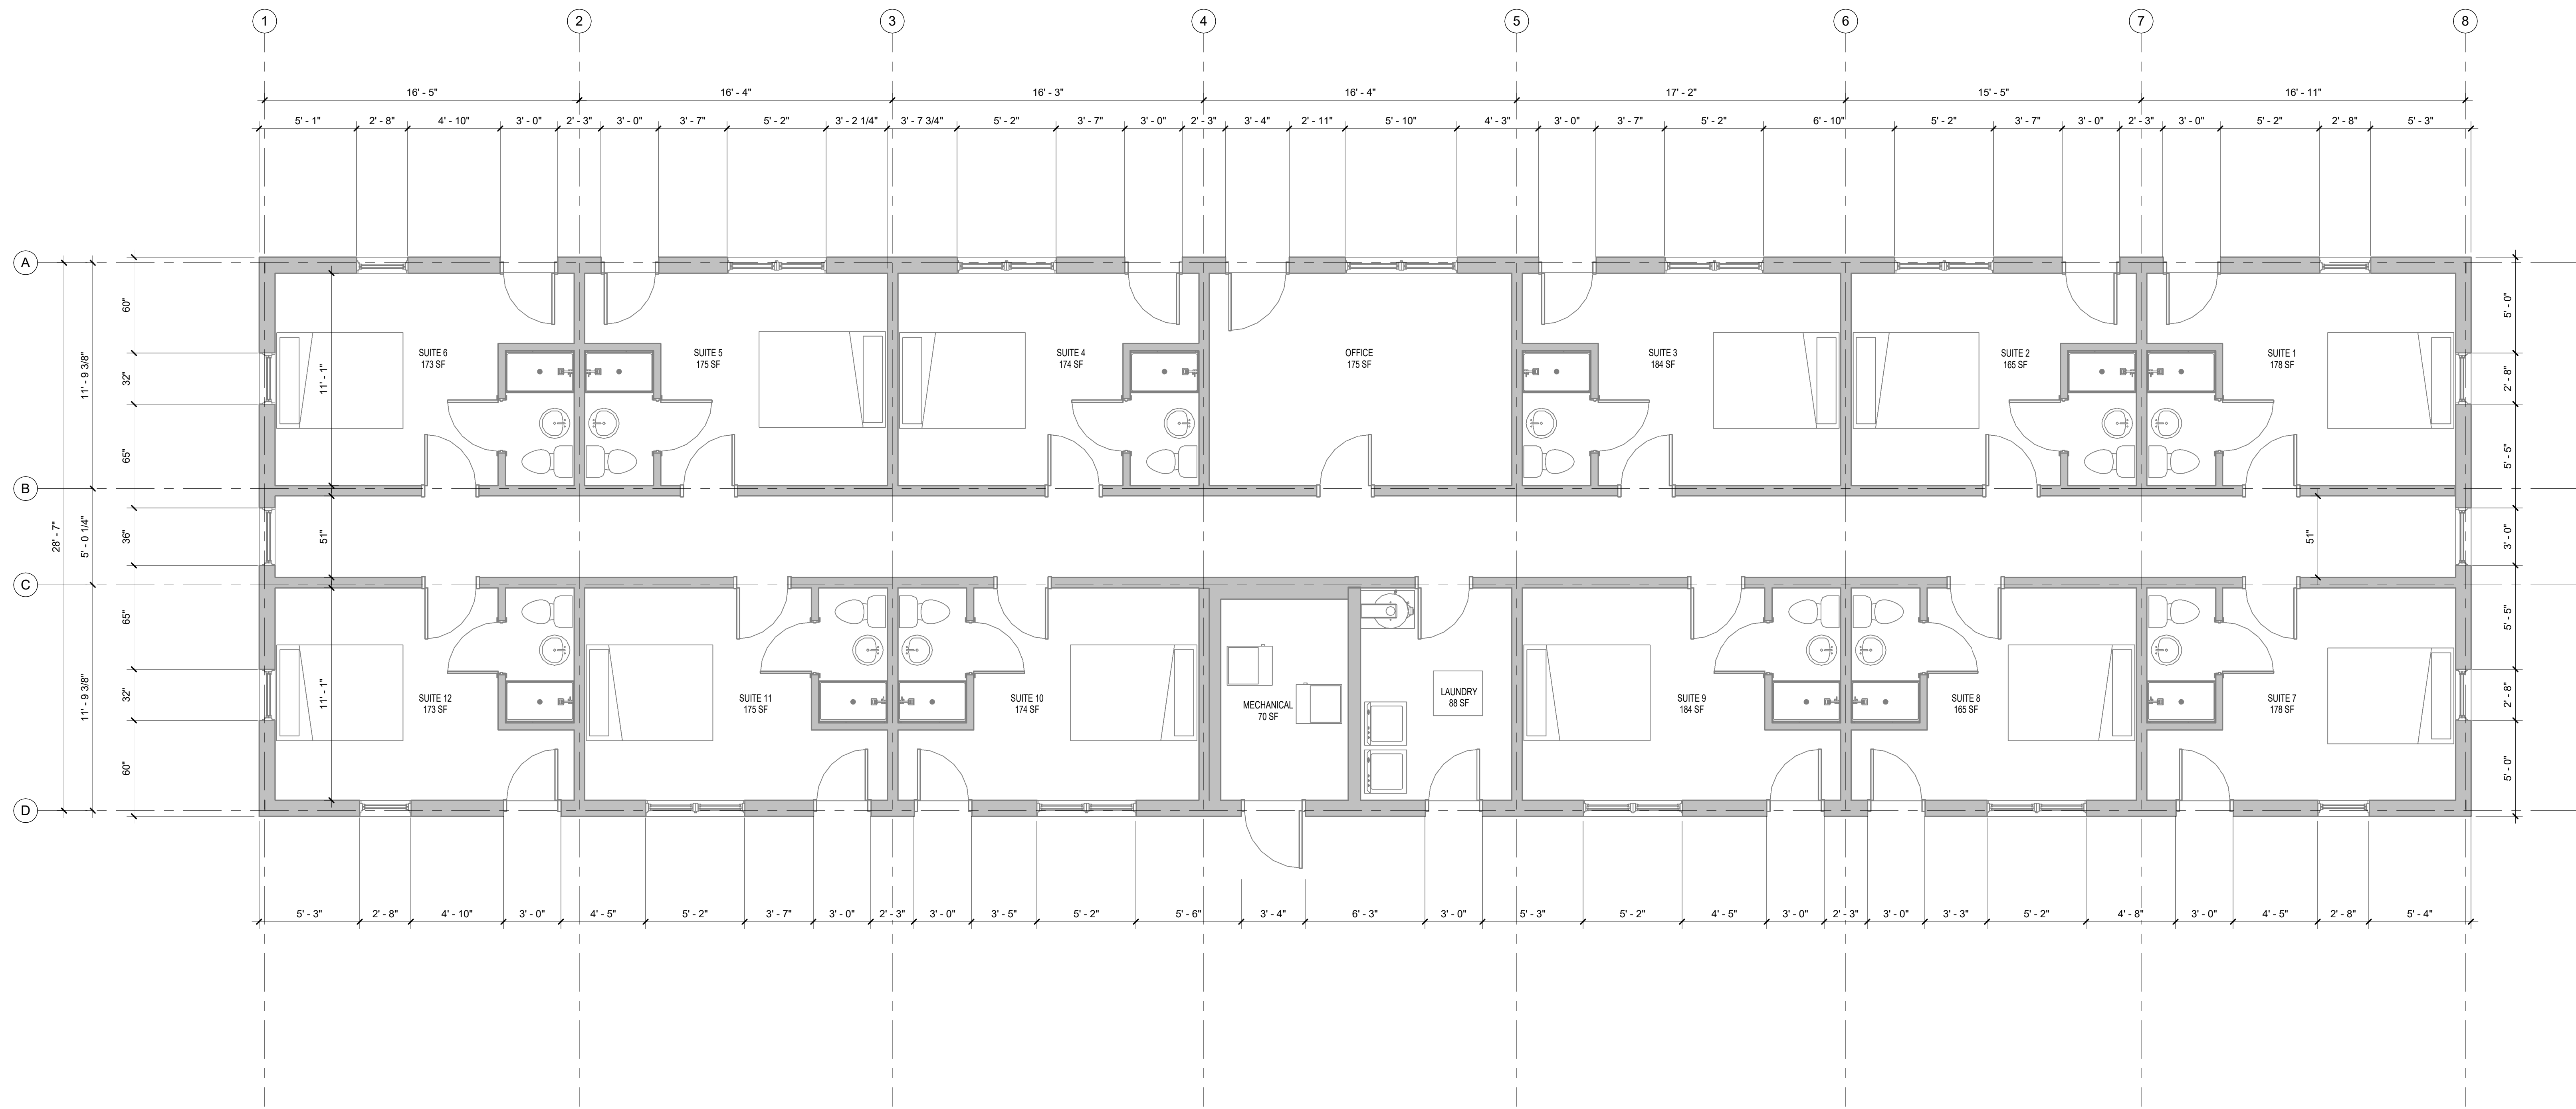 1 2 3 4 5 6 7 8
16' - 5" 16' - 4" 16' - 3" 16' - 4" 17' - 2" 15' - 5" 16' - 11"
5' - 1" 2' - 8" 4' - 10" 3' - 0" 2' - 3" 3' - 0" 3' - 7" 5' - 2" 3' - 2 1/4" 3' - 7 3/4" 5' - 2" 3' - 7" 3' - 0" 2' - 3" 3' - 4" 2' - 11" 5' - 10" 4' - 3" 3' - 0" 3' - 7" 5' - 2" 6' - 10" 5' - 2" 3' - 7" 3' - 0" 2' - 3" 3' - 0" 5' - 2" 2' - 8" 5' - 3"
A
B
C
D
28' - 7"
11' - 9 3/8"
5' - 0 1/4"
11' - 9 3/8"
60"
32"
65"
36"
65"
32"
60"
11' - 1"
51"
11' - 1"
SUITE 6
173 SF
SUITE 5
175 SF
SUITE 4
174 SF
OFFICE
175 SF
SUITE 3
184 SF
SUITE 2
165 SF
SUITE 1
178 SF
51"
5' - 0"
2' - 8"
5' - 5"
3' - 0"
5' - 5"
2' - 8"
5' - 0"
SUITE 12
173 SF
SUITE 11
175 SF
SUITE 10
174 SF
MECHANICAL
70 SF
LAUNDRY
88 SF
SUITE 9
184 SF
SUITE 8
165 SF
SUITE 7
178 SF
5' - 3" 2' - 8" 4' - 10" 3' - 0" 4' - 5" 5' - 2" 3' - 7" 3' - 0" 2' - 3" 3' - 0" 3' - 5" 5' - 2" 5' - 6" 3' - 4" 6' - 3" 3' - 0" 5' - 3" 5' - 2" 4' - 5" 3' - 0" 2' - 3" 3' - 0" 3' - 3" 5' - 2" 4' - 8" 3' - 0" 4' - 5" 2' - 8" 5' - 4"